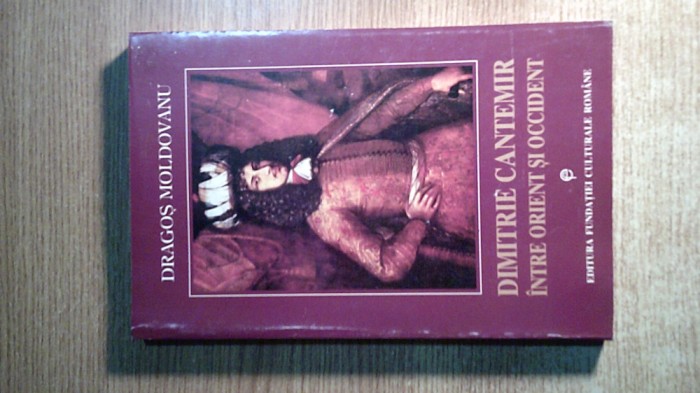 DRAGOȘ MOLDOVANU
DIMITRIE CANTEMIR
ÎNTRE ORIENT ȘI OCCIDENT
EDITURA FUNDAȚIEI CULTURALE ROMÂNE